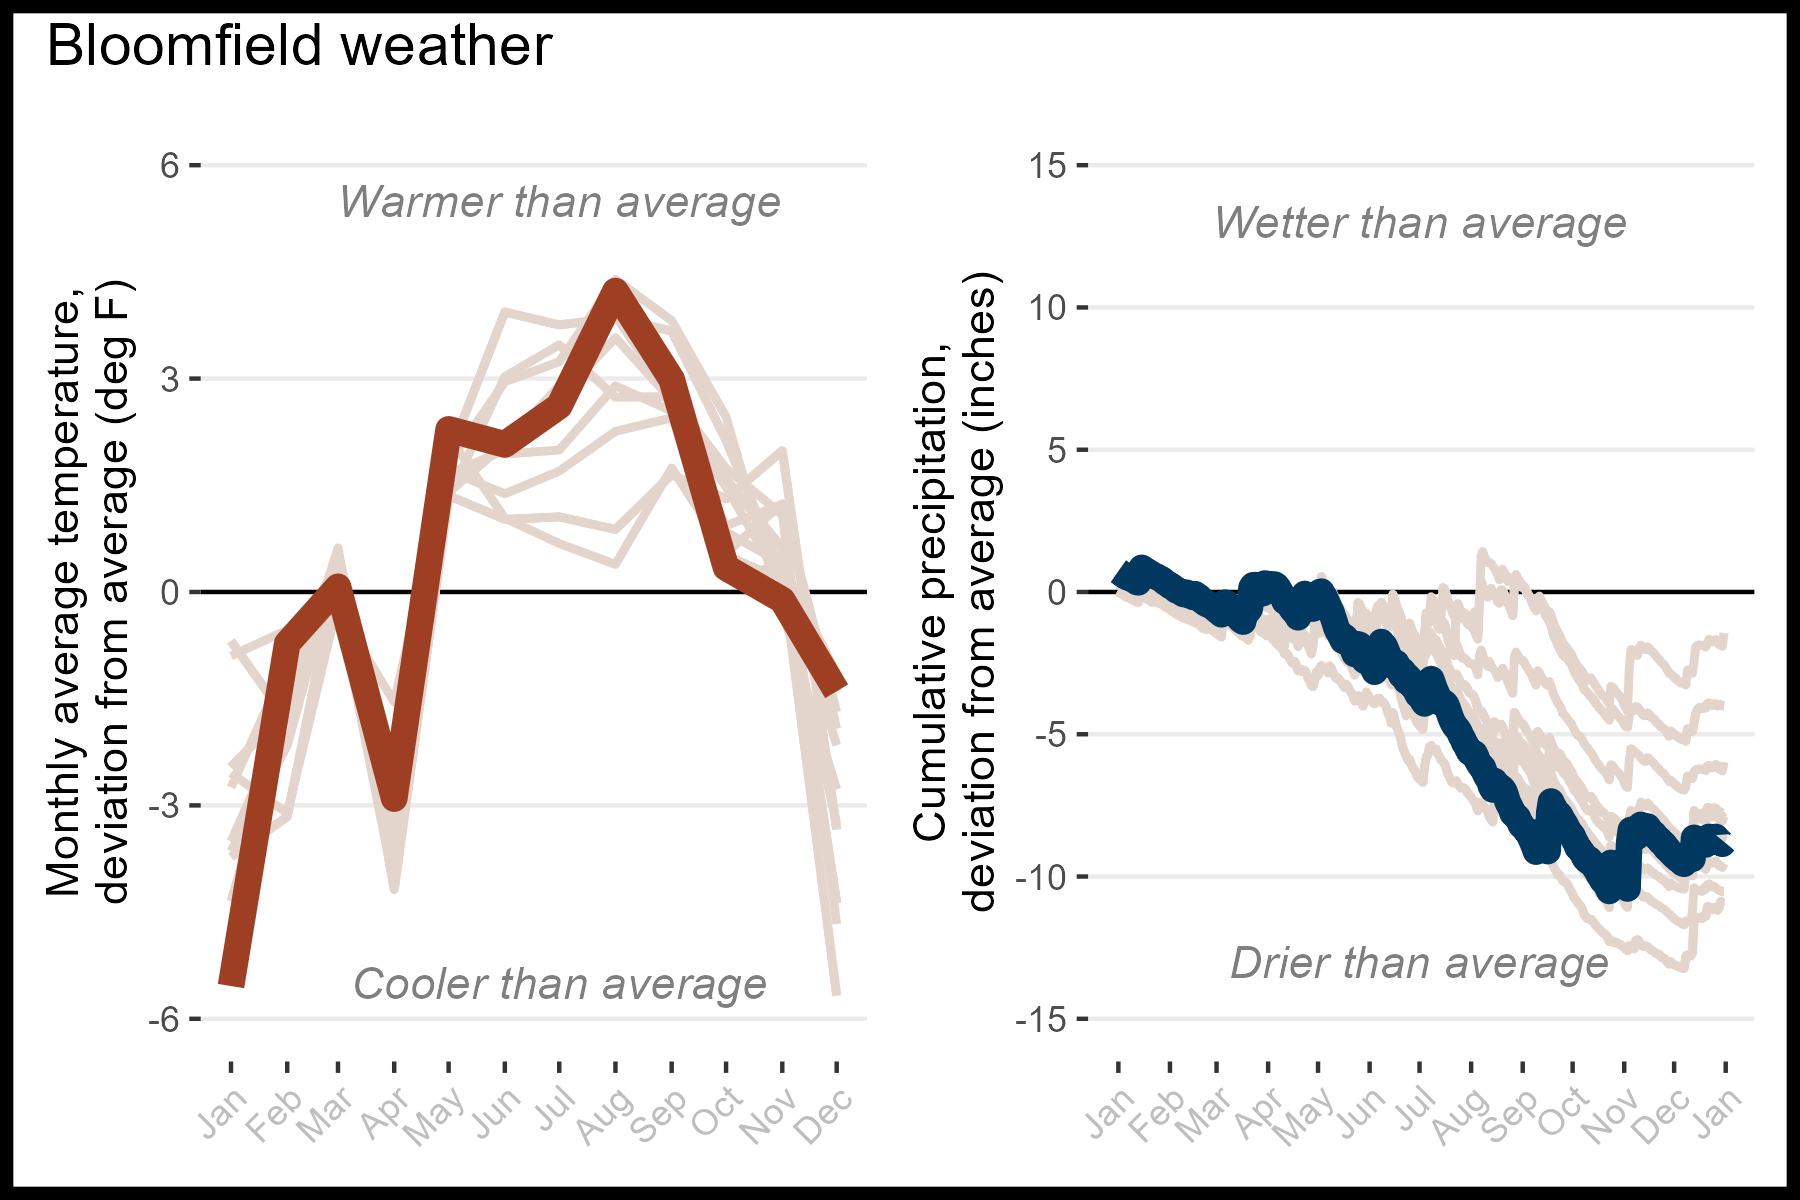 Bloomfield weather
Monthly average temperature,
deviation from average (deg F)
6
3
0
-3
-6
Warmer than average
Cooler than average
Jan
Feb
Mar
Apr
May
Jun
Jul
Aug
Sep
Oct
Nov
Dec
Cumulative precipitation,
deviation from average (inches)
15
10
5
0
-5
-10
-15
Wetter than average
Drier than average
Jan
Feb
Mar
Apr
May
Jun
Jul
Aug
Sep
Oct
Nov
Dec
Jan